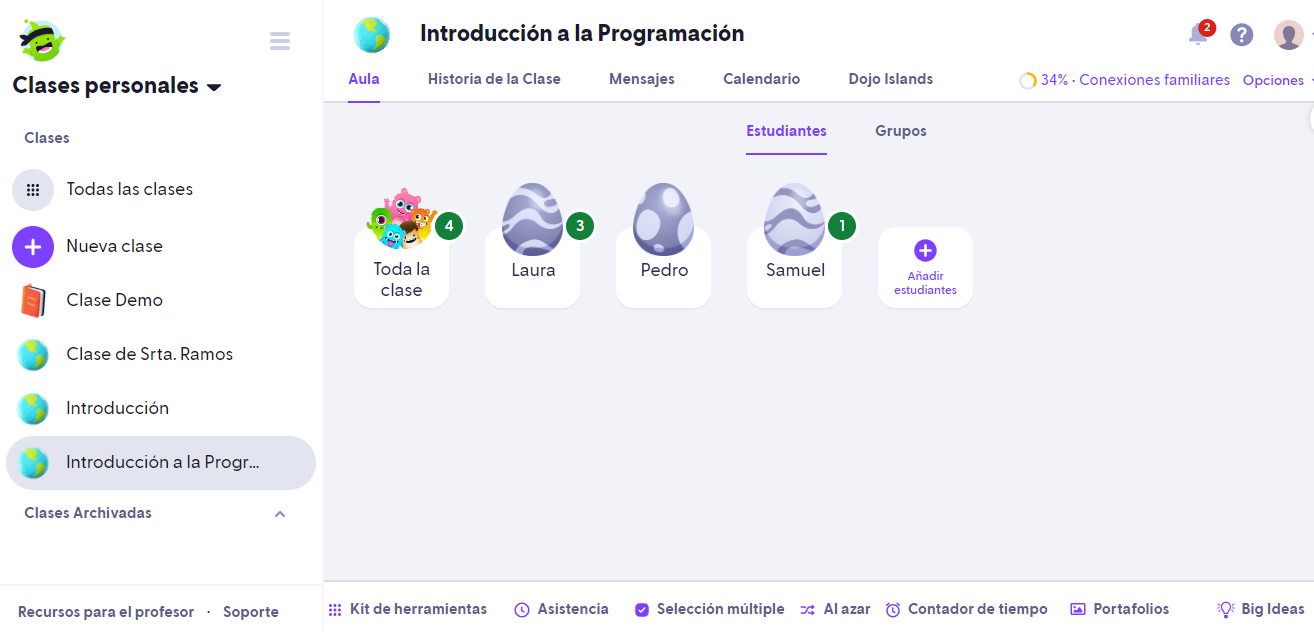 Clases personales
Clases
Todas las clases
Nueva clase
Clase Demo
Clase de Srta. Ramos
Introducción
Introducción a la Progr...
Clases Archivadas
Recursos para el profesor · Soporte
Introducción a la Programación
2
?
Aula Historia de la Clase Mensajes Calendario Dojo Islands
34% · Conexiones familiares Opciones
Estudiantes Grupos
4
Toda la
clase
3
Laura
Pedro
1
Samuel
Añadir
estudiantes
Kit de herramientas Asistencia Selección múltiple Al azar Contador de tiempo Portafolios Big Ideas